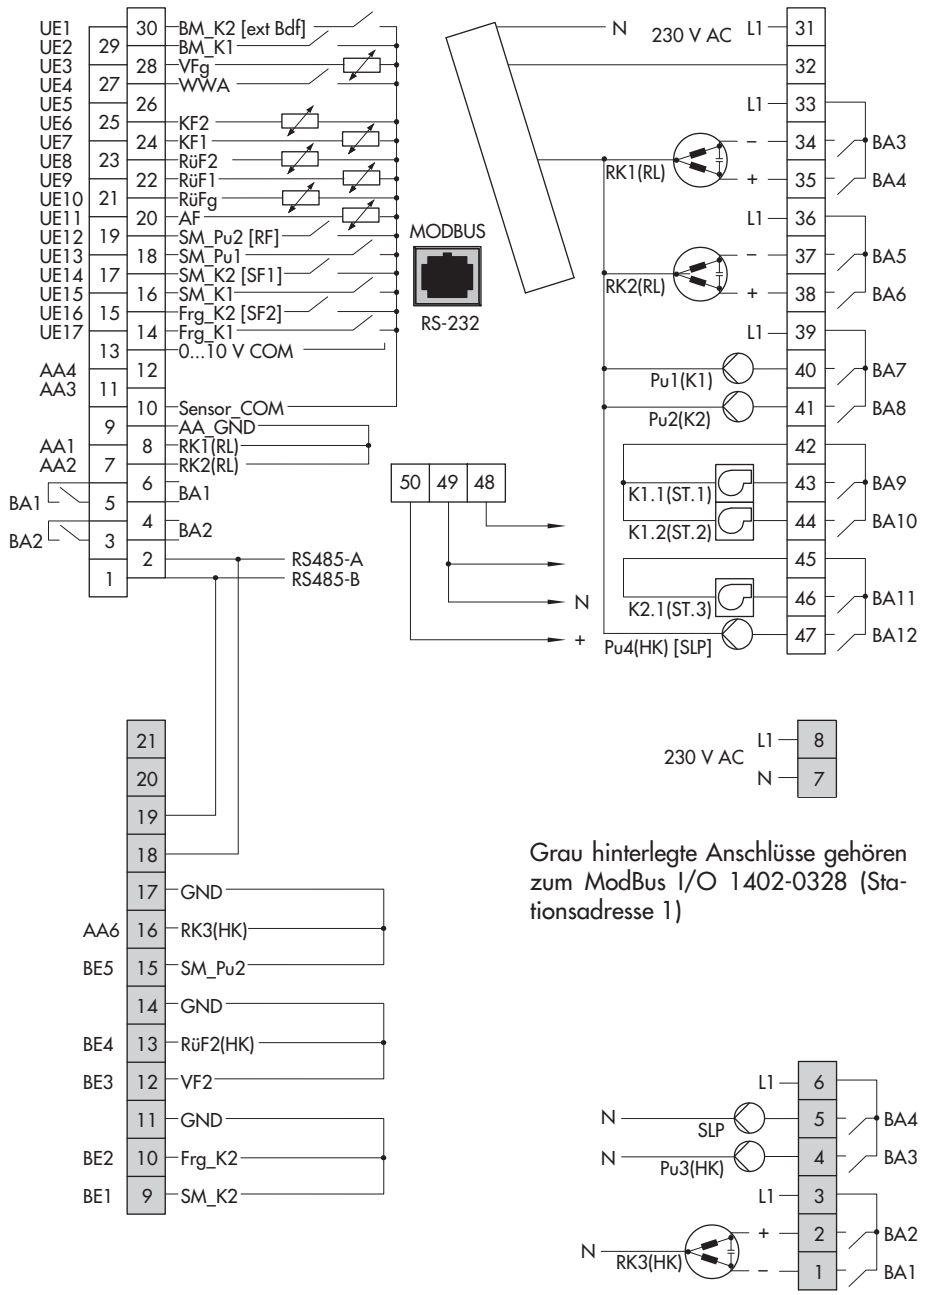 UE1 30 BM_K2 [ext Bdf]
UE2 29 BM_K1
UE3 28 VFg
UE4 27 WWA
UE5 26
UE6 25 KF2
UE7 24 KF1
UE8 23 RüF2
UE9 22 RüF1
UE10 21 RüFg
UE11 20 AF
UE12 19 SM_Pu2 [RF]
UE13 18 SM_Pu1
UE14 17 SM_K2 [SF1]
UE15 16 SM_K1
UE16 15 Frg_K2 [SF2]
UE17 14 Frg_K1
13 0...10 V COM
AA4 12
AA3 11
10 Sensor_COM
9 AA_GND
AA1 8 RK1(RL)
AA2 7 RK2(RL)
6 BA1
BA1 5
4 BA2
BA2 3
2 RS485-A
1 RS485-B
MODBUS
RS-232
50 49 48
N
+
N 230 V AC L1 31
32
L1 33
34 − BA3
RK1(RL)
35 + BA4
L1 36
37 − BA5
RK2(RL)
38 + BA6
L1 39
Pu1(K1) 40 BA7
Pu2(K2) 41 BA8
42
K1.1(ST.1) 43 BA9
K1.2(ST.2) 44 BA10
45
K2.1(ST.3) 46 BA11
Pu4(HK) [SLP] 47 BA12
21
20
19
18
17 GND
AA6 16 RK3(HK)
BE5 15 SM_Pu2
14 GND
BE4 13 RüF2(HK)
BE3 12 VF2
11 GND
BE2 10 Frg_K2
BE1 9 SM_K2
230 V AC L1 8
N 7
Grau hinterlegte Anschlüsse gehören
zum ModBus I/O 1402-0328 (Sta-
tionsadresse 1)
L1 6
N SLP 5 BA4
N Pu3(HK) 4 BA3
L1 3
+ 2 BA2
N RK3(HK)
− 1 BA1